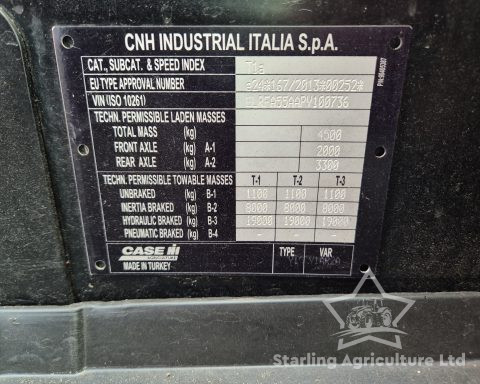 CNH INDUSTRIAL ITALIA S.p.A.
CAT., SUBCAT. & SPEED INDEX T1a
EU TYPE APPROVAL NUMBER e24*167/2013*00252*
VIN (ISO 10261)
TECHN. PERMISSIBLE LADEN MASSES
TOTAL MASS (kg) 4500
FRONT AXLE (kg) A-1 2000
REAR AXLE (kg) A-2 3300
TECHN. PERMISSIBLE TOWABLE MASSES T-1 T-2 T-3
UNBRAKED (kg) B-1 1100 1100 1100
INERTIA BRAKED (kg) B-2 8000 8000 8000
HYDRAULIC BRAKED (kg) B-3 19000 19000 19000
PNEUMATIC BRAKED (kg) B-4 - - -
CASE IH
AGRICULTURE
TYPE VAR
MADE IN TURKEY
Starling Agriculture Ltd